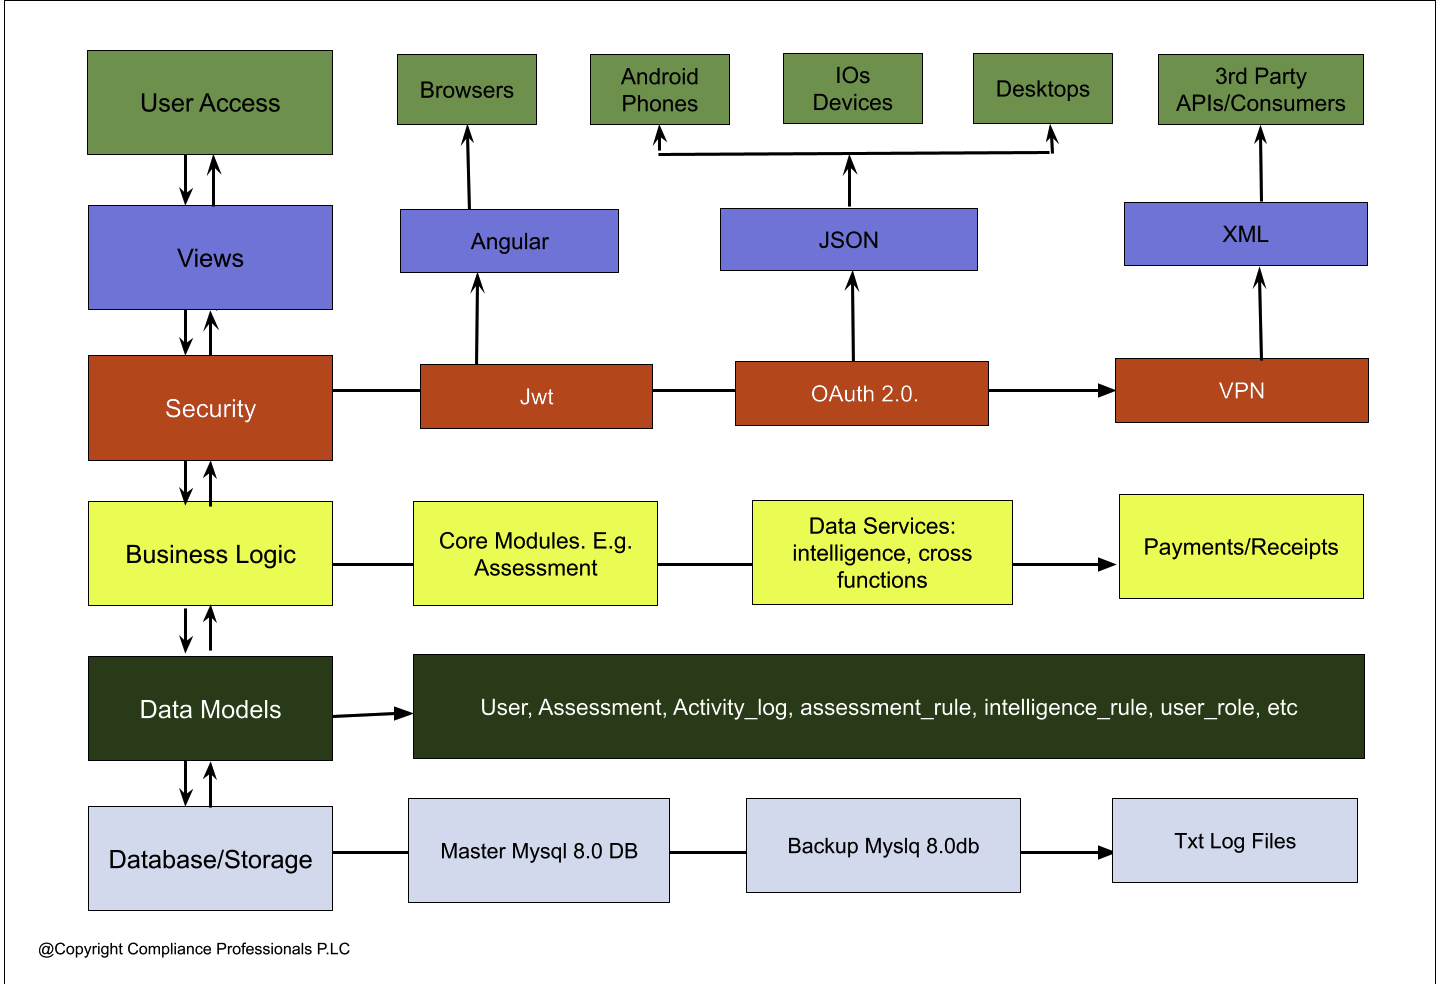 User Access
Browsers
Android
Phones
IOs
Devices
Desktops
3rd Party
APIs/Consumers
Views
Angular
JSON
XML
Security
Jwt
OAuth 2.0.
VPN
Business Logic
Core Modules. E.g.
Assessment
Data Services:
intelligence, cross
functions
Payments/Receipts
Data Models
User, Assessment, Activity_log, assessment_rule, intelligence_rule, user_role, etc
Database/Storage
Master Mysql 8.0 DB
Backup Myslq 8.0db
Txt Log Files
@Copyright Compliance Professionals P.LC